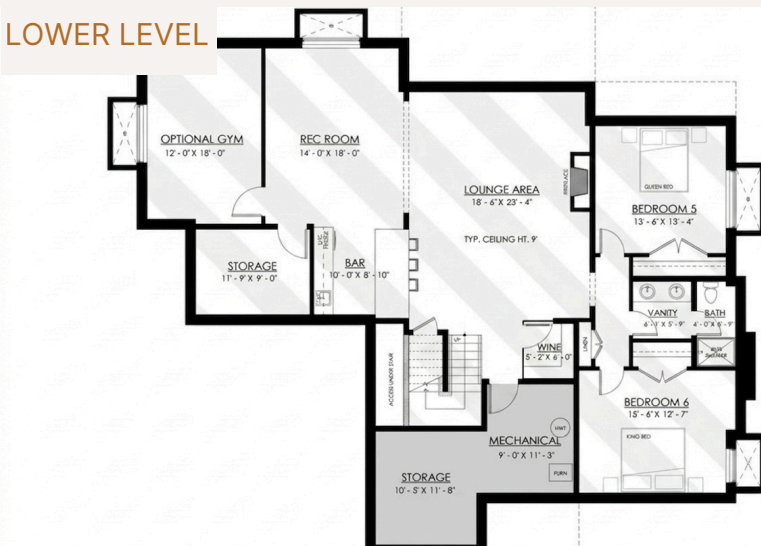 LOWER LEVEL
OPTIONAL GYM
12' - 0" X 18' - 0"
REC ROOM
14' - 0" X 18' - 0"
LOUNGE AREA
18' - 6" X 23' - 4"
TYP. CEILING HT. 9'
FIREPLACE
QUEEN BED
BEDROOM 5
13' - 6" X 13' - 4"
STORAGE
11' - 9" X 9' - 0"
BAR
10' - 0" X 8' - 10"
VANITY
BATH
LINEN
WINE
5' - 2" X 6' - 0"
UP
ACCESS UNDER STAIR
BEDROOM 6
15' - 6" X 12' - 7"
KING BED
MECHANICAL
9' - 0" X 11' - 3"
HWT
FURN
STORAGE
10' - 5" X 11' - 8"